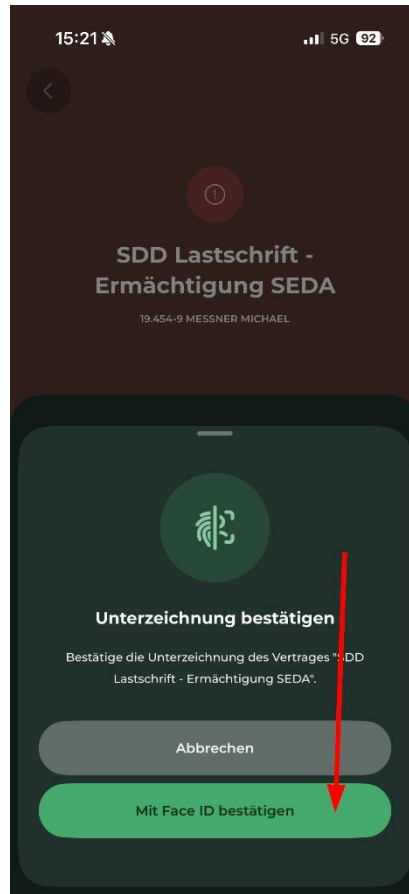 15:21 5G 92
SDD Lastschrift -
Ermächtigung SEDA
19.454-9 MESSNER MICHAEL
Unterzeichnung bestätigen
Bestätige die Unterzeichnung des Vertrages "SDD
Lastschrift - Ermächtigung SEDA".
Abbrechen
Mit Face ID bestätigen